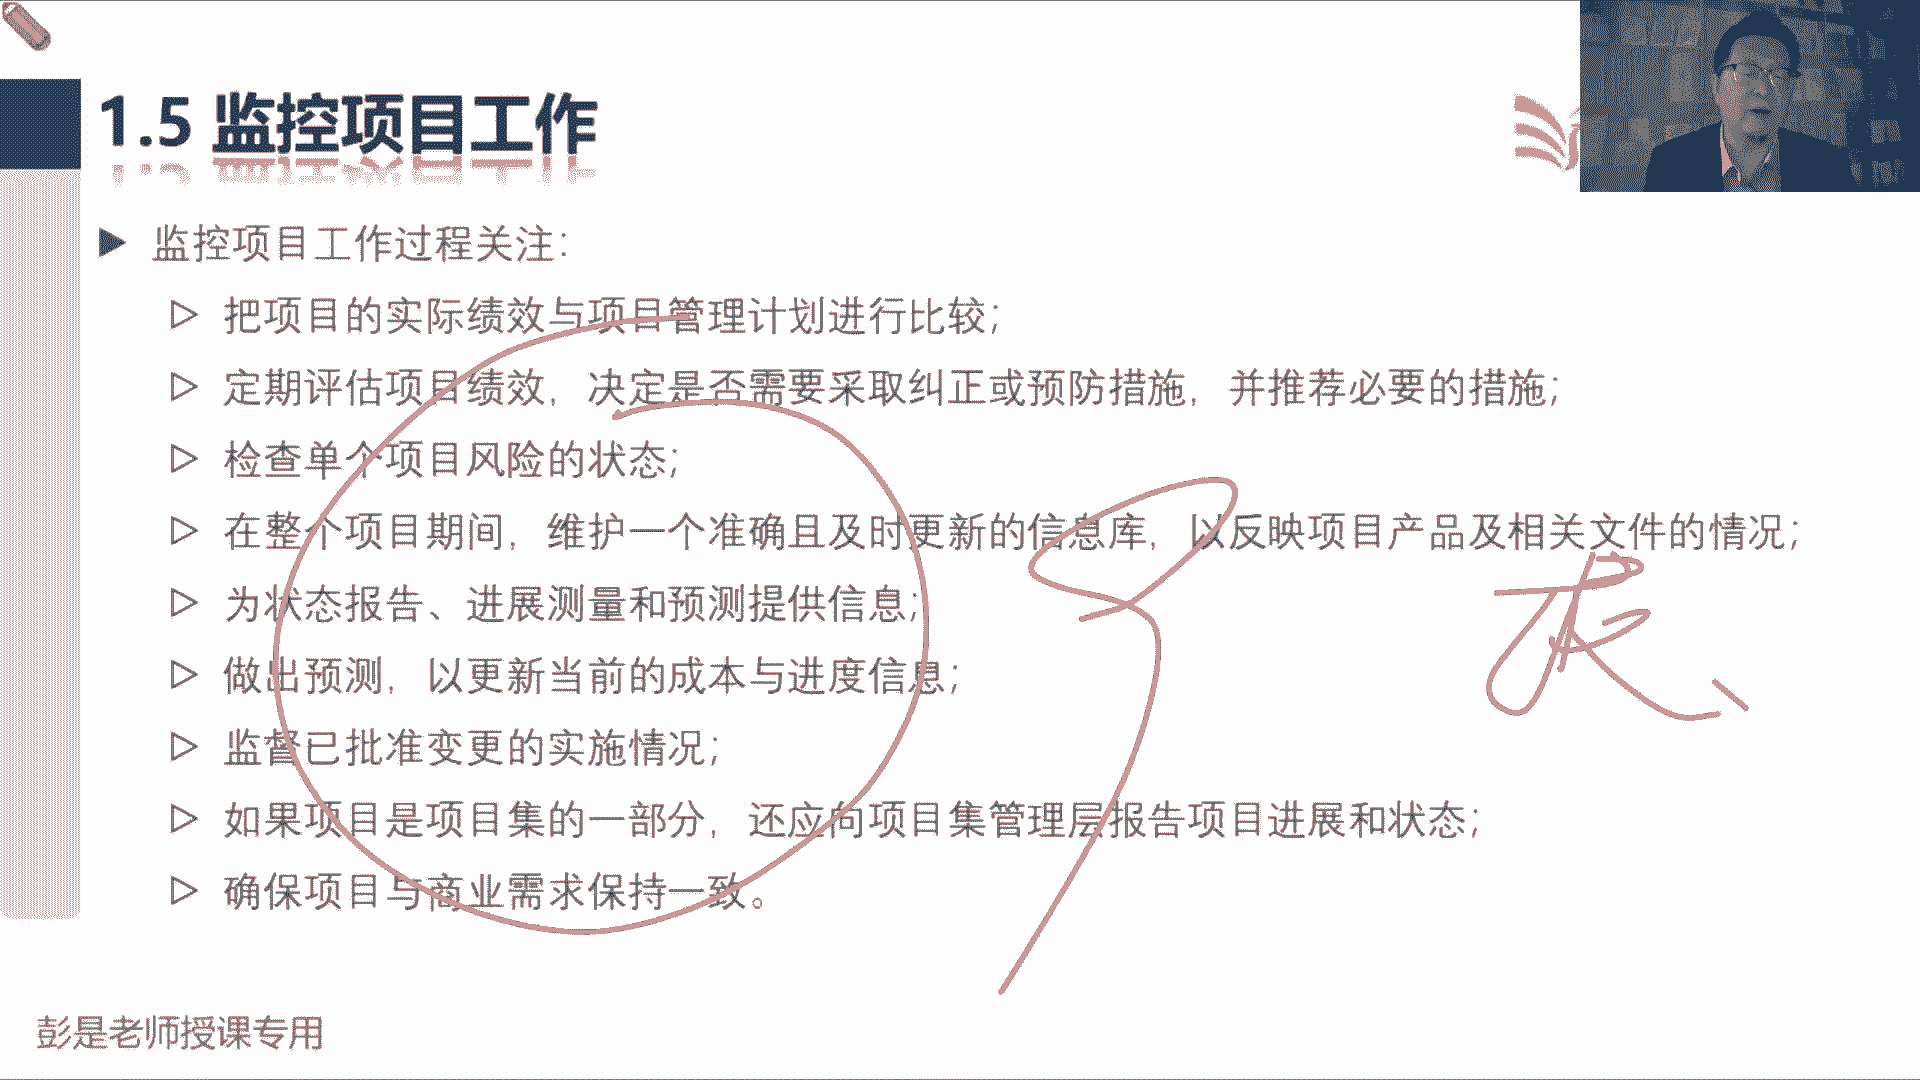 1.5 监控项目工作
监控项目工作过程关注：
把项目的实际绩效与项目管理计划进行比较；
定期评估项目绩效，决定是否需要采取纠正或预防措施，并推荐必要的措施；
检查单个项目风险的状态；
在整个项目期间，维护一个准确且及时更新的信息库，以反映项目产品及相关文件的情况；
为状态报告、进展测量和预测提供信息；
做出预测，以更新当前的成本与进度信息；
监督已批准变更的实施情况；
如果项目是项目集的一部分，还应向项目集管理层报告项目进展和状态；
确保项目与商业需求保持一致。
彭是老师授课专用